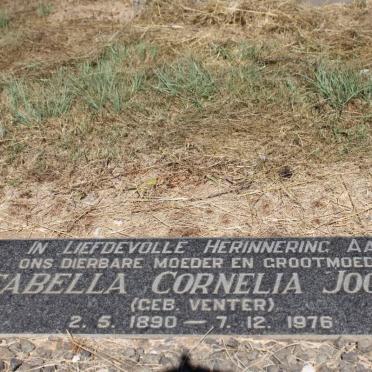 IN LIEFDEVOLLE HERINNERING AA
ONS DIERBARE MOEDER EN GROOTMOED
ABELLA CORNELIA JOO
(GEB. VENTER)
2. 5. 1890 — 7. 12. 1976